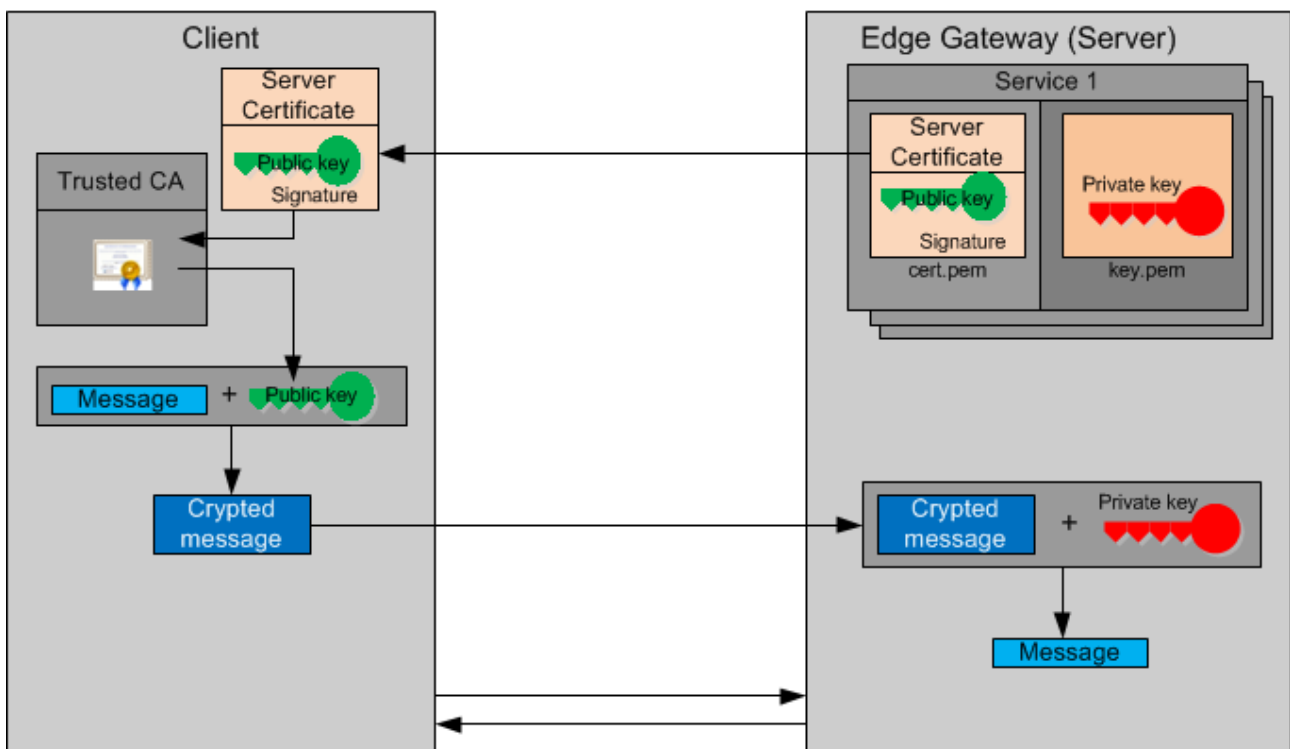 Client
Server
Certificate
Public key
Signature
Trusted CA
Message + Public key
Crypted
message
Edge Gateway (Server)
Service 1
Server
Certificate
Public key
Signature
cert.pem
Private key
key.pem
Crypted
message
+ Private key
Message